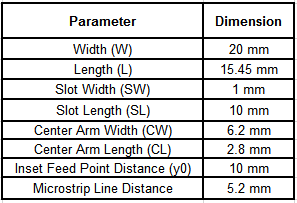 Parameter Dimension
Width (W) 20 mm
Length (L) 15.45 mm
Slot Width (SW) 1 mm
Slot Length (SL) 10 mm
Center Arm Width (CW) 6.2 mm
Center Arm Length (CL) 2.8 mm
Inset Feed Point Distance (y0) 10 mm
Microstrip Line Distance 5.2 mm